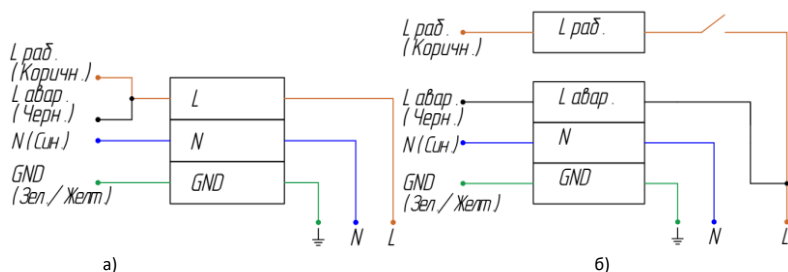 L раб.
(Коричн.)
L авар.
(Черн.)
N(Син.)
GND
(Зел./Желт.)
L
N
GND
N
L
а)
L раб.
(Коричн.)
L авар.
(Черн.)
N(Син.)
GND
(Зел./Желт.)
L раб.
L авар.
N
GND
N
L
б)